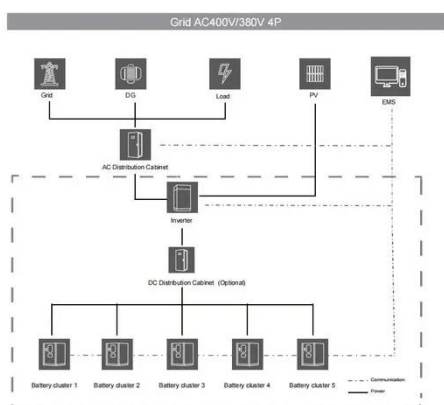 Grid AC400V/380V 4P
Grid
DG
Load
PV
EMS
AC Distribution Cabinet
Inverter
DC Distribution Cabinet (Optional)
Battery cluster 1
Battery cluster 2
Battery cluster 3
Battery cluster 4
Battery cluster 5
Communication
Power